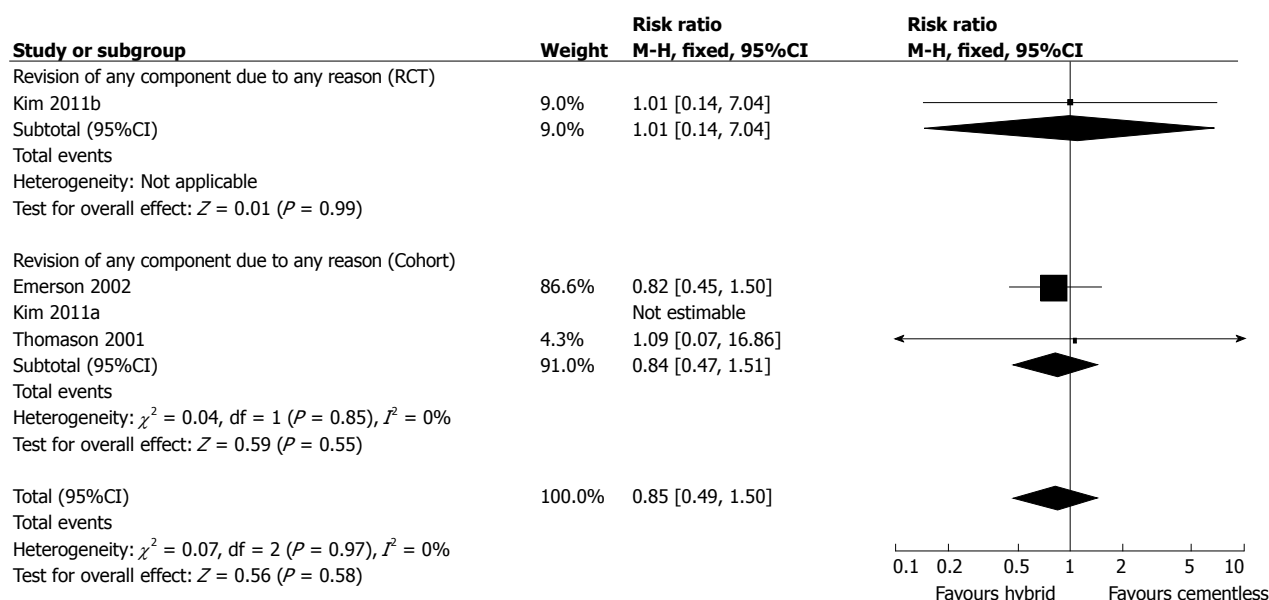 Risk ratio Risk ratio
Study or subgroup Weight M-H, fixed, 95%CI M-H, fixed, 95%CI
Revision of any component due to any reason (RCT)
Kim 2011b 9.0% 1.01 [0.14, 7.04]
Subtotal (95%CI) 9.0% 1.01 [0.14, 7.04]
Total events
Heterogeneity: Not applicable
Test for overall effect: Z = 0.01 (P = 0.99)
Revision of any component due to any reason (Cohort)
Emerson 2002 86.6% 0.82 [0.45, 1.50]
Kim 2011a Not estimable
Thomason 2001 4.3% 1.09 [0.07, 16.86]
Subtotal (95%CI) 91.0% 0.84 [0.47, 1.51]
Total events
Heterogeneity: χ² = 0.04, df = 1 (P = 0.85), I² = 0%
Test for overall effect: Z = 0.59 (P = 0.55)
Total (95%CI) 100.0% 0.85 [0.49, 1.50]
Total events
Heterogeneity: χ² = 0.07, df = 2 (P = 0.97), I² = 0%
Test for overall effect: Z = 0.56 (P = 0.58)
0.1 0.2 0.5 1 2 5 10
Favours hybrid Favours cementless